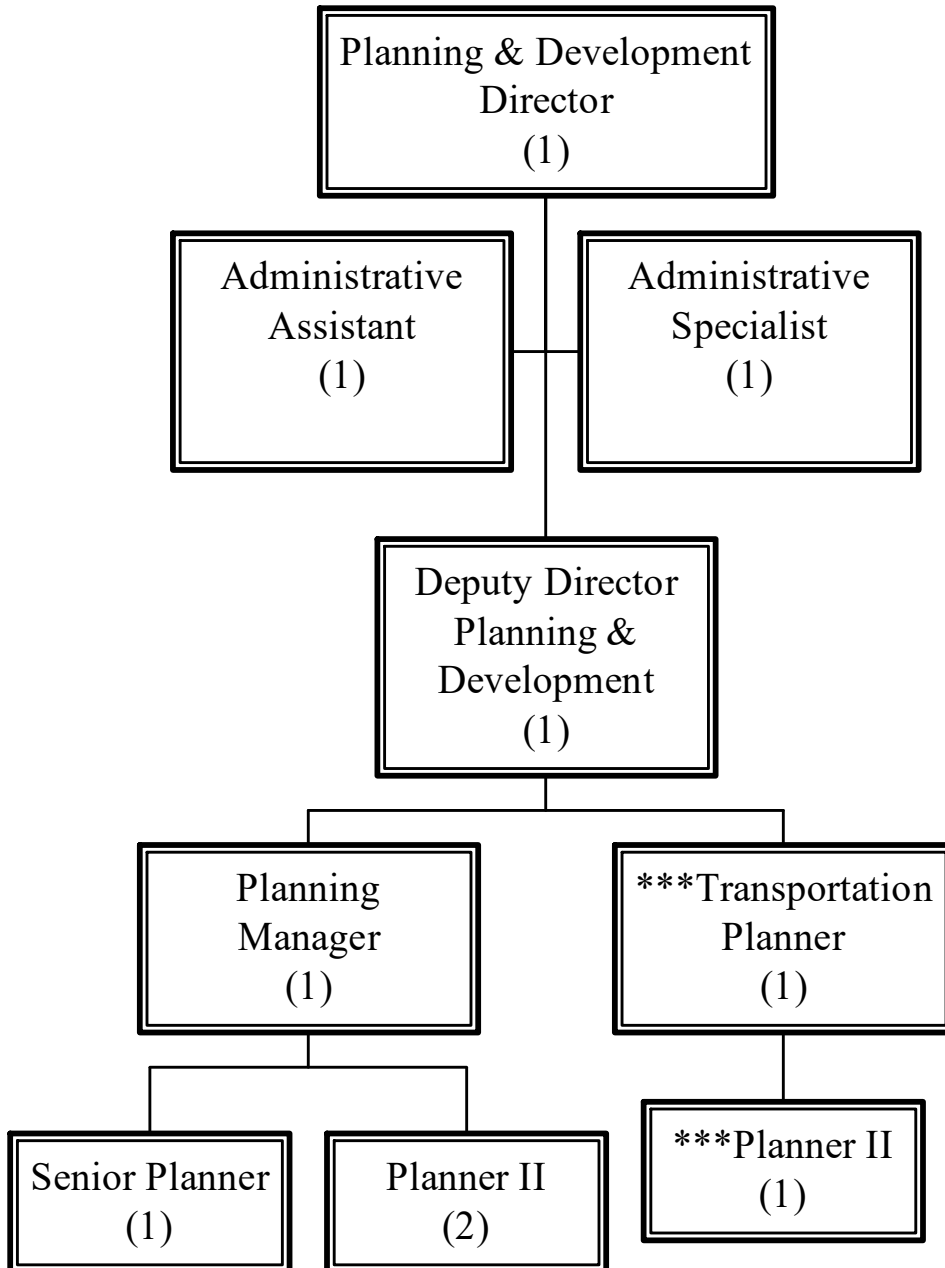 Planning & Development
Director
(1)
Administrative
Assistant
(1)
Administrative
Specialist
(1)
Deputy Director
Planning &
Development
(1)
Planning
Manager
(1)
***Transportation
Planner
(1)
Senior Planner
(1)
Planner II
(2)
***Planner II
(1)